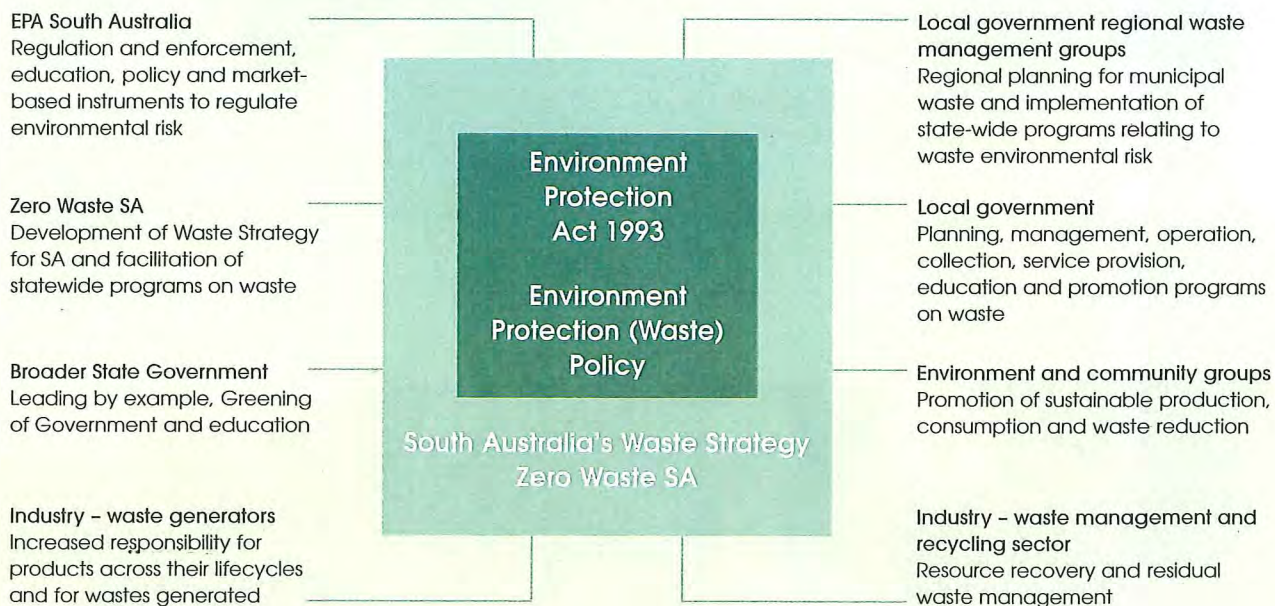 EPA South Australia
Regulation and enforcement,
education, policy and market-
based instruments to regulate
environmental risk
Zero Waste SA
Development of Waste Strategy
for SA and facilitation of
statewide programs on waste
Broader State Government
Leading by example, Greening
of Government and education
Industry – waste generators
Increased responsibility for
products across their lifecycles
and for wastes generated
Environment
Protection
Act 1993
Environment
Protection (Waste)
Policy
South Australia's Waste Strategy
Zero Waste SA
Local government regional waste
management groups
Regional planning for municipal
waste and implementation of
state-wide programs relating to
waste environmental risk
Local government
Planning, management, operation,
collection, service provision,
education and promotion programs
on waste
Environment and community groups
Promotion of sustainable production,
consumption and waste reduction
Industry – waste management and
recycling sector
Resource recovery and residual
waste management